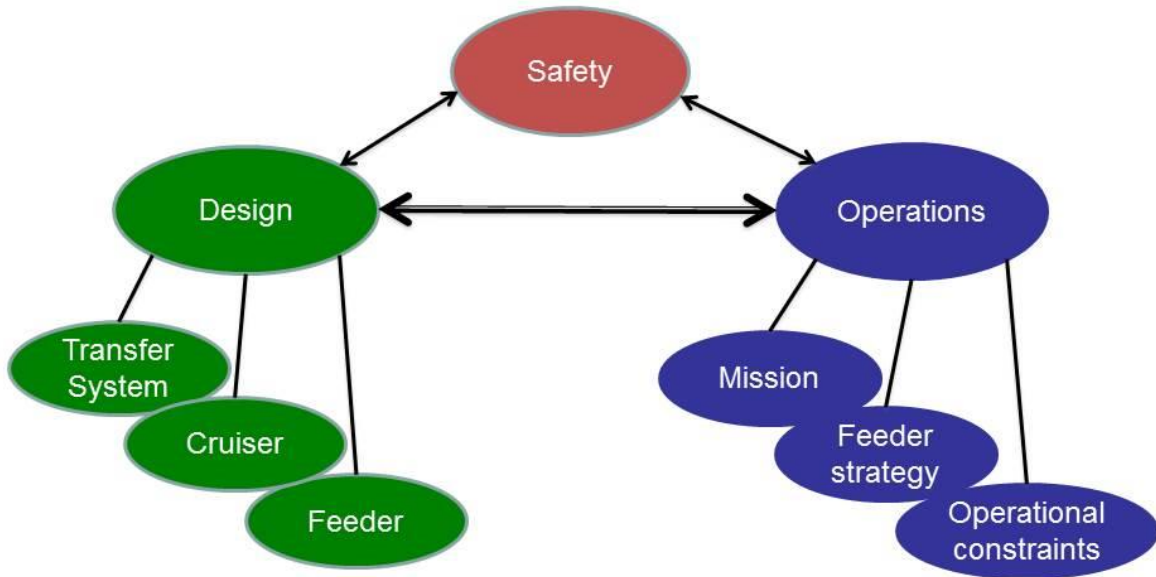 Safety
Design
Operations
Transfer
System
Cruiser
Feeder
Mission
Feeder
strategy
Operational
constraints